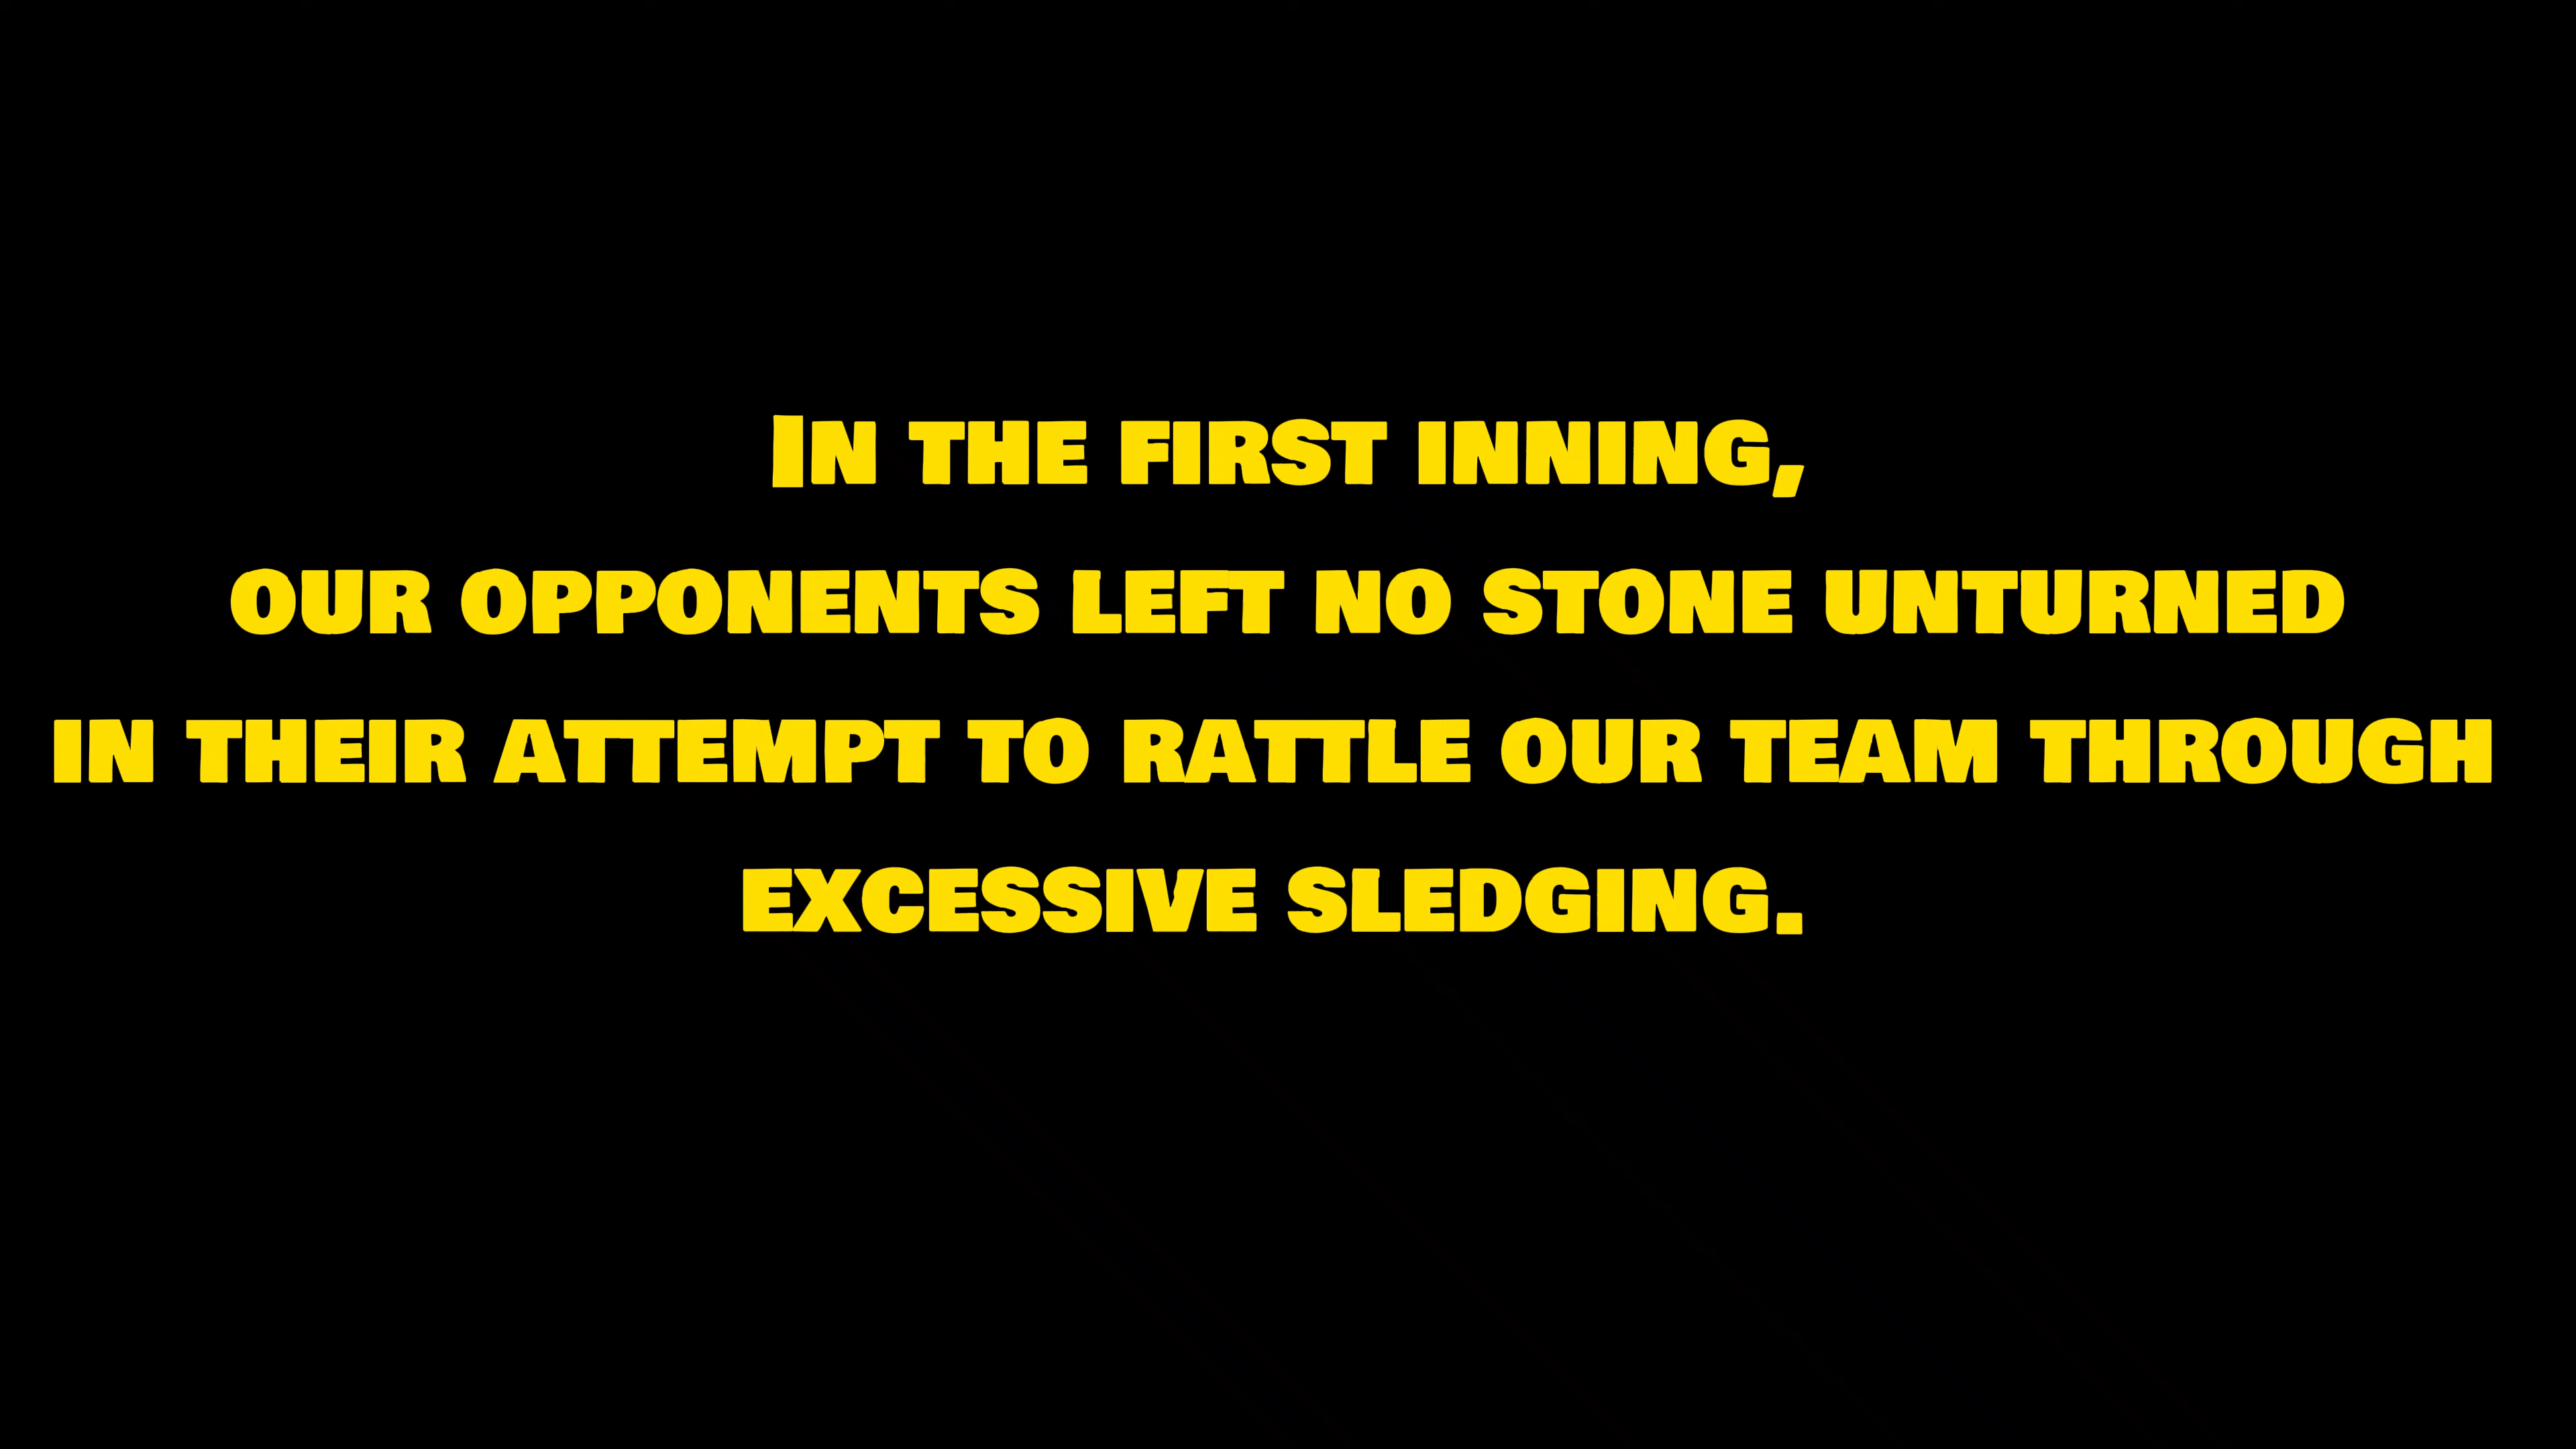 In the first inning,
our opponents left no stone unturned
in their attempt to rattle our team through
excessive sledging.